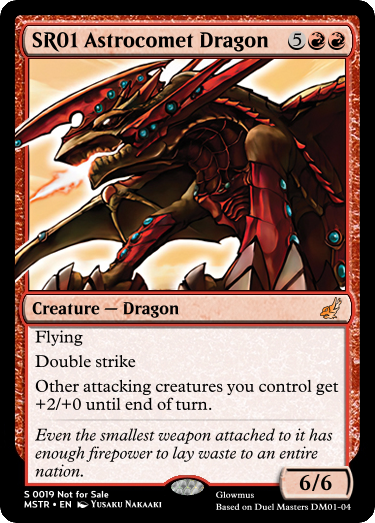 SR01 Astrocomet Dragon 5
Creature — Dragon
Flying
Double strike
Other attacking creatures you control get
+2/+0 until end of turn.
Even the smallest weapon attached to it has
enough firepower to lay waste to an entire
nation.
6/6
S 0019 Not for Sale
MSTR • EN Yusaku Nakaaki
Glowmus
Based on Duel Masters DM01-04